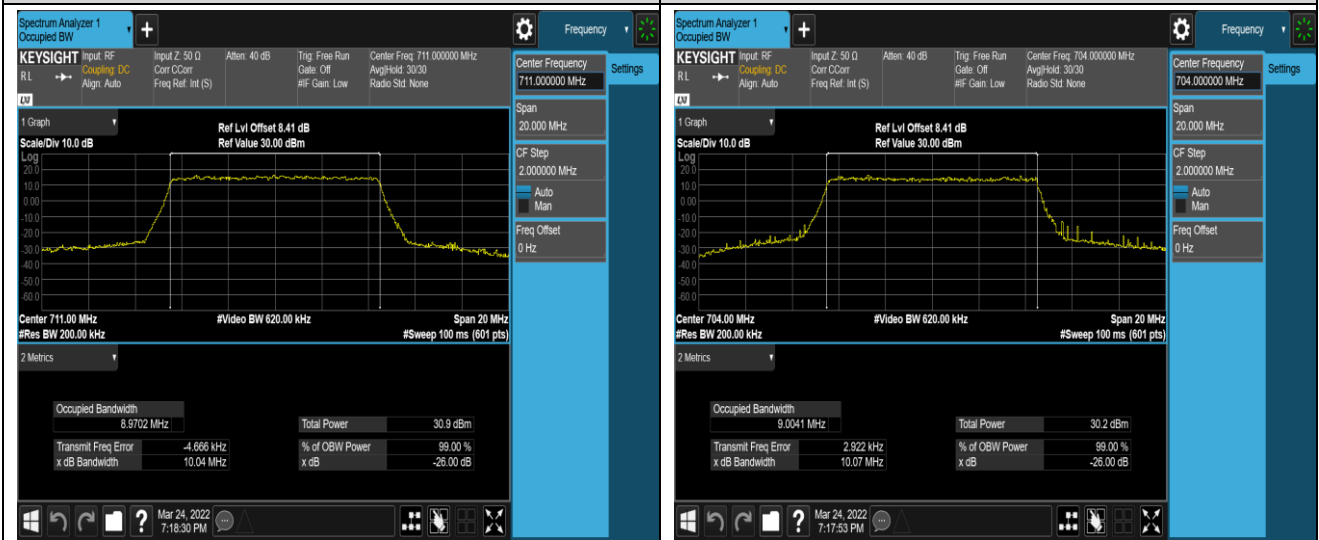 Spectrum Analyzer 1
Occupied BW
+
Frequency
KEYSIGHT
RL
LXI
Input: RF
Coupling: DC
Align: Auto
Input Z: 50 Ω
Corr CCorr
Freq Ref: Int (S)
Atten: 40 dB
Trig: Free Run
Gate: Off
#IF Gain: Low
Center Freq: 711.000000 MHz
Avg|Hold: 30/30
Radio Std: None
Center Frequency
711.000000 MHz
Settings
Span
20.000 MHz
CF Step
2.000000 MHz
Auto
Man
Freq Offset
0 Hz
1 Graph
Scale/Div 10.0 dB
Ref Lvl Offset 8.41 dB
Ref Value 30.00 dBm
Log
20.0
10.0
0.00
-10.0
-20.0
-30.0
-40.0
-50.0
-60.0
Center 711.00 MHz
#Video BW 620.00 kHz
Span 20 MHz
#Res BW 200.00 kHz
#Sweep 100 ms (601 pts)
2 Metrics
Occupied Bandwidth
8.9702 MHz
Total Power 30.9 dBm
Transmit Freq Error -4.666 kHz
% of OBW Power 99.00 %
x dB Bandwidth 10.04 MHz
x dB -26.00 dB
?
Mar 24, 2022
7:18:30 PM
Spectrum Analyzer 1
Occupied BW
+
Frequency
KEYSIGHT
RL
LXI
Input: RF
Coupling: DC
Align: Auto
Input Z: 50 Ω
Corr CCorr
Freq Ref: Int (S)
Atten: 40 dB
Trig: Free Run
Gate: Off
#IF Gain: Low
Center Freq: 704.000000 MHz
Avg|Hold: 30/30
Radio Std: None
Center Frequency
704.000000 MHz
Settings
Span
20.000 MHz
CF Step
2.000000 MHz
Auto
Man
Freq Offset
0 Hz
1 Graph
Scale/Div 10.0 dB
Ref Lvl Offset 8.41 dB
Ref Value 30.00 dBm
Log
20.0
10.0
0.00
-10.0
-20.0
-30.0
-40.0
-50.0
-60.0
Center 704.00 MHz
#Video BW 620.00 kHz
Span 20 MHz
#Res BW 200.00 kHz
#Sweep 100 ms (601 pts)
2 Metrics
Occupied Bandwidth
9.0041 MHz
Total Power 30.2 dBm
Transmit Freq Error 2.922 kHz
% of OBW Power 99.00 %
x dB Bandwidth 10.07 MHz
x dB -26.00 dB
?
Mar 24, 2022
7:17:53 PM